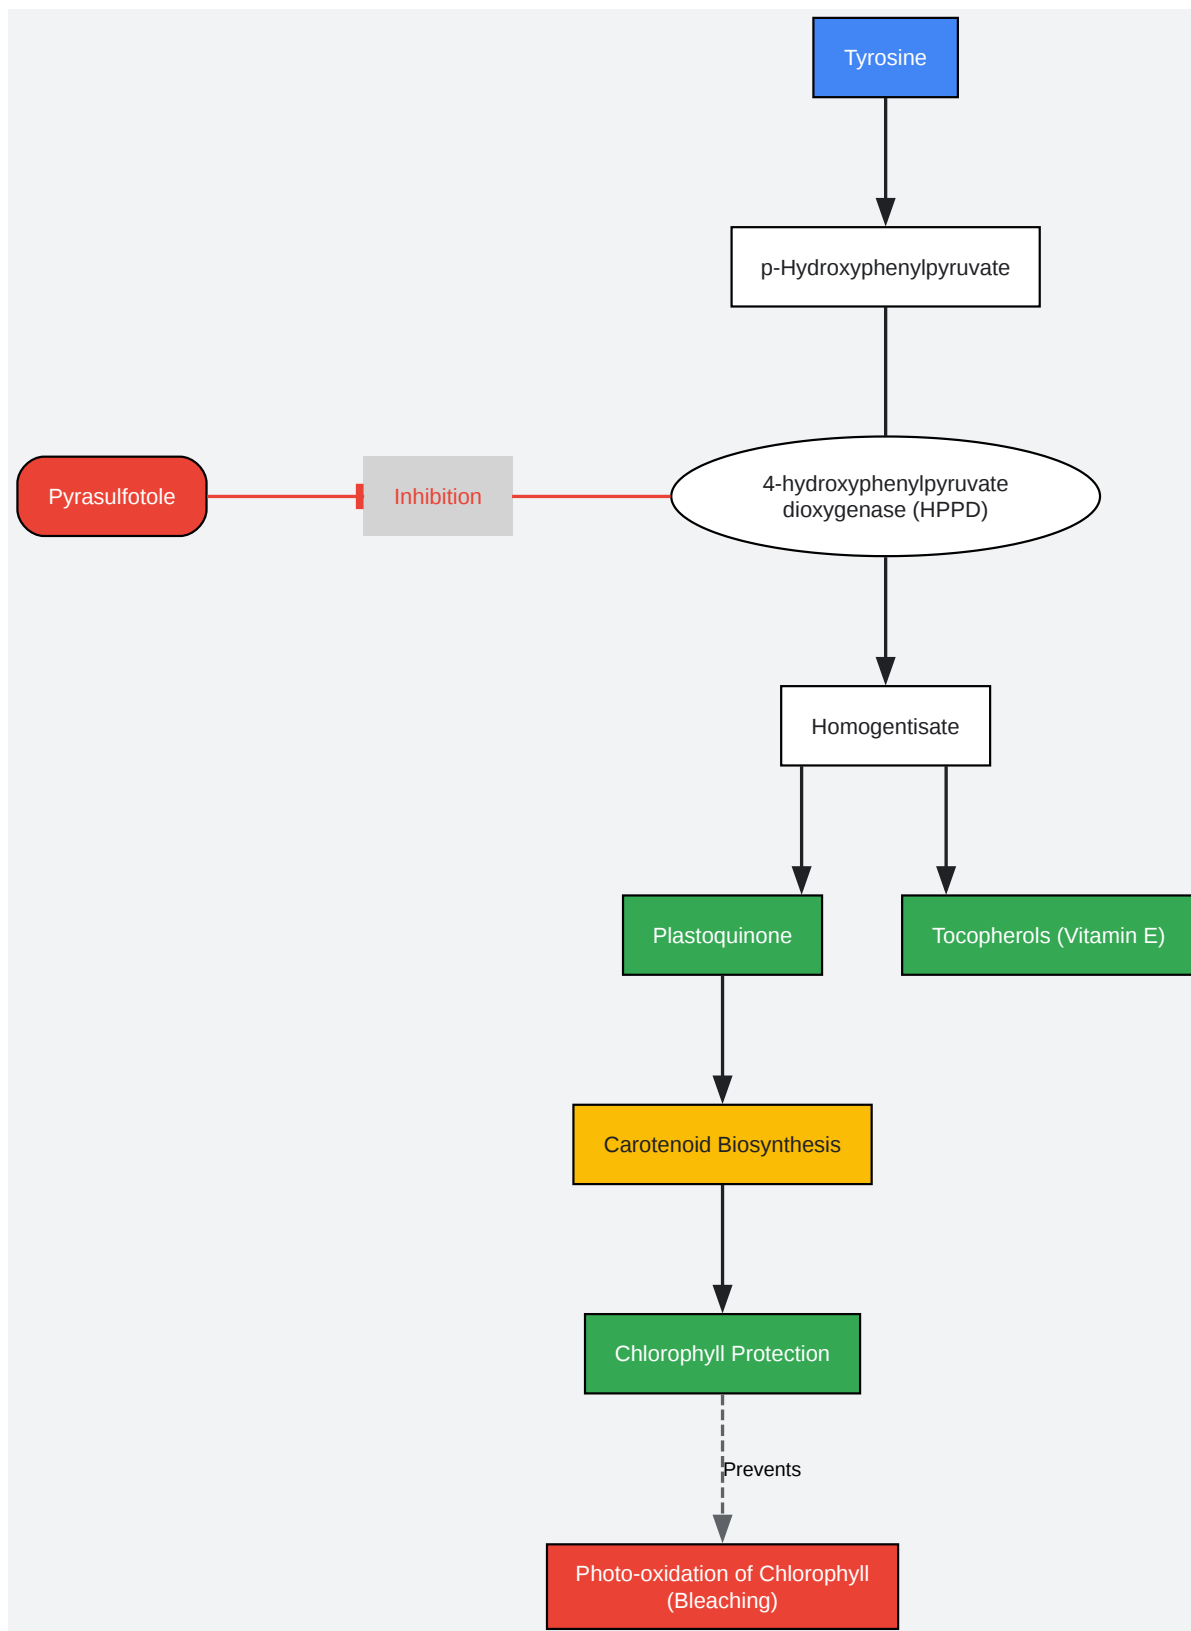 Tyrosine
p-Hydroxyphenylpyruvate
Pyrasulfotole
Inhibition
4-hydroxyphenylpyruvate
dioxygenase (HPPD)
Homogentisate
Plastoquinone
Tocopherols (Vitamin E)
Carotenoid Biosynthesis
Chlorophyll Protection
Prevents
Photo-oxidation of Chlorophyll
(Bleaching)